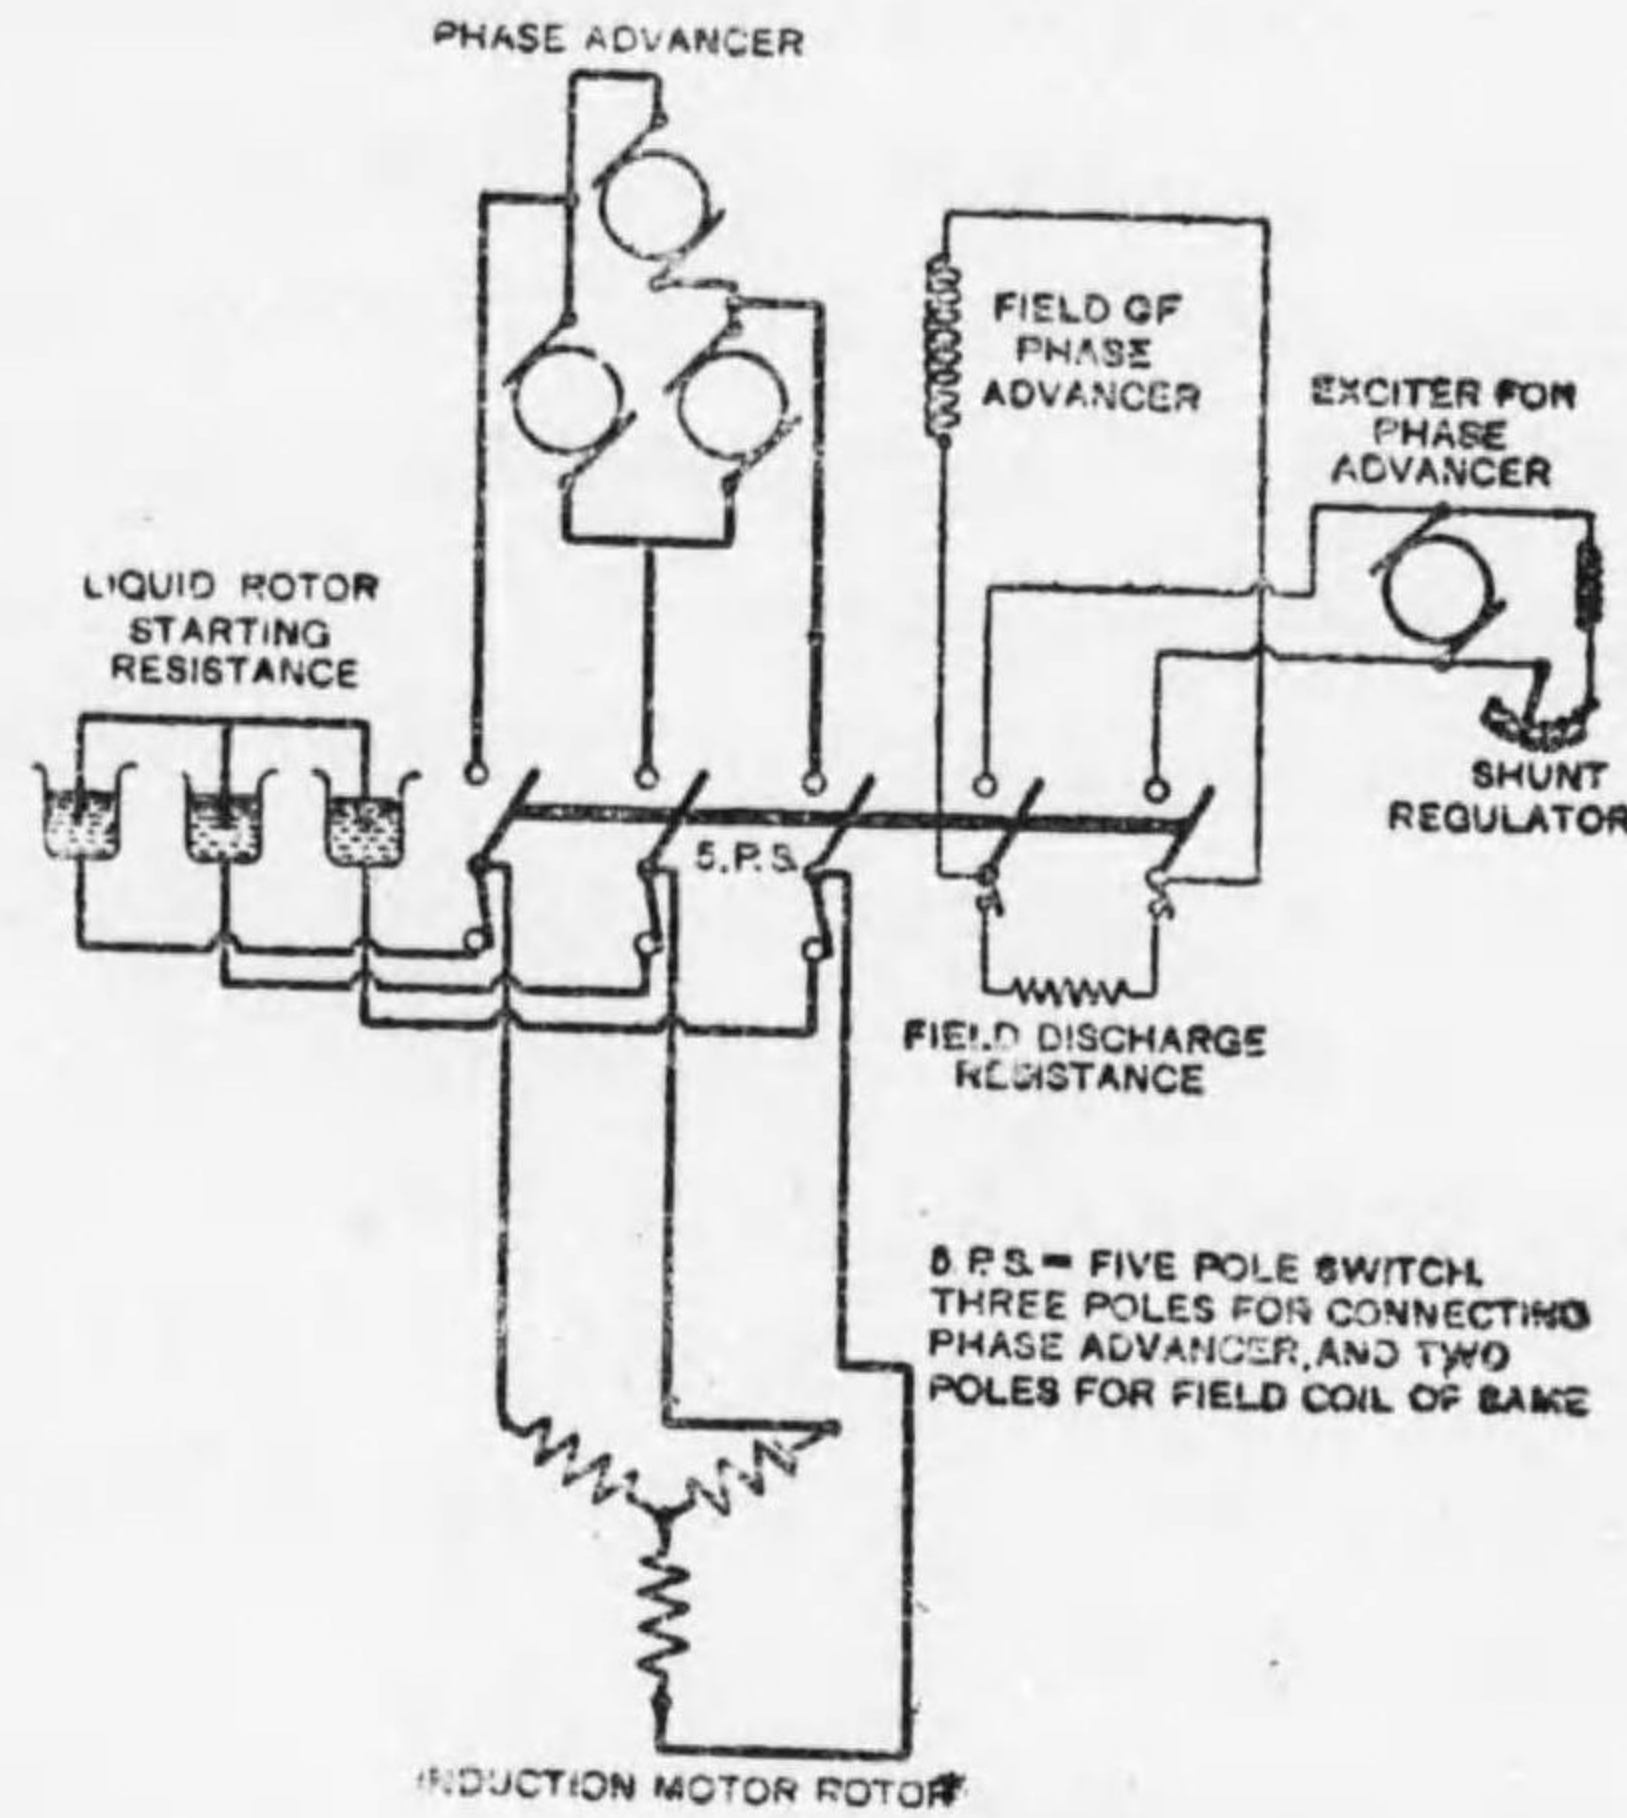 PHASE ADVANCER
FIELD OF
PHASE
ADVANCER
EXCITER FOR
PHASE
ADVANCER
LIQUID ROTOR
STARTING
RESISTANCE
SHUNT
REGULATOR
5.P.S.
FIELD DISCHARGE
RESISTANCE
5.P.S. = FIVE POLE SWITCH.
THREE POLES FOR CONNECTING
PHASE ADVANCER, AND TWO
POLES FOR FIELD COIL OF SAME
INDUCTION MOTOR ROTOR